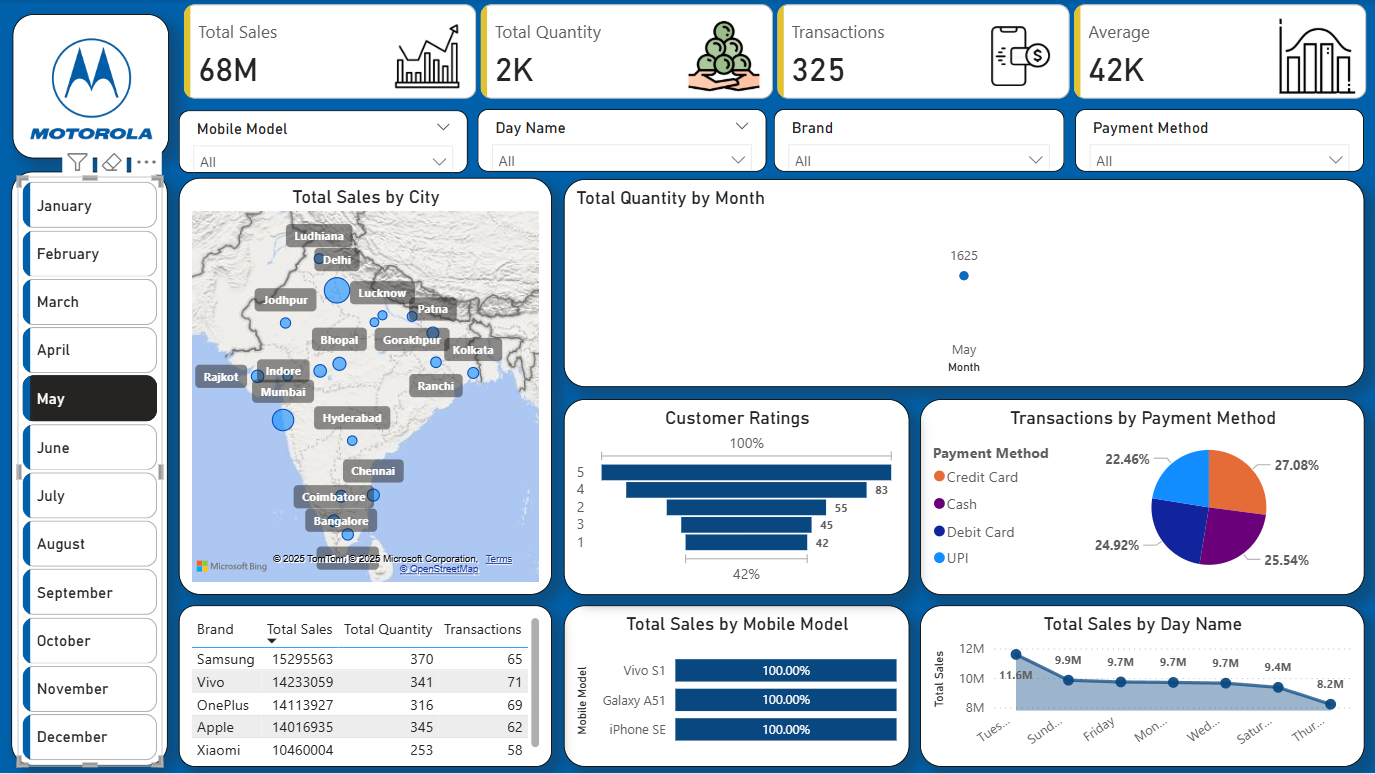 MOTOROLA
Total Sales
68M
Total Quantity
2K
Transactions
325
Average
42K
Mobile Model
All
Day Name
All
Brand
All
Payment Method
All
January
February
March
April
May
June
July
August
September
October
November
December
Total Sales by City
Ludhiana
Delhi
Lucknow
Jodhpur
Patna
Bhopal
Gorakhpur
Kolkata
Rajkot
Indore
Ranchi
Mumbai
Hyderabad
Chennai
Coimbatore
Bangalore
© 2025 TomTom, © 2025 Microsoft Corporation, Terms
© OpenStreetMap
Microsoft Bing
Total Quantity by Month
1625
May
Month
Customer Ratings
100%
5
4 83
2 55
3 45
1 42
42%
Transactions by Payment Method
Payment Method
Credit Card
Cash
Debit Card
UPI
22.46%
27.08%
24.92%
25.54%
Brand Total Sales Total Quantity Transactions
Samsung 15295563 370 65
Vivo 14233059 341 71
OnePlus 14113927 316 69
Apple 14016935 345 62
Xiaomi 10460004 253 58
Total Sales by Mobile Model
Mobile Model
Vivo S1 100.00%
Galaxy A51 100.00%
iPhone SE 100.00%
Total Sales by Day Name
Total Sales
12M
10M
8M
11.6M 9.9M 9.7M 9.7M 9.7M 9.4M 8.2M
Tues... Sund... Friday Mon... Wed... Satur... Thur...